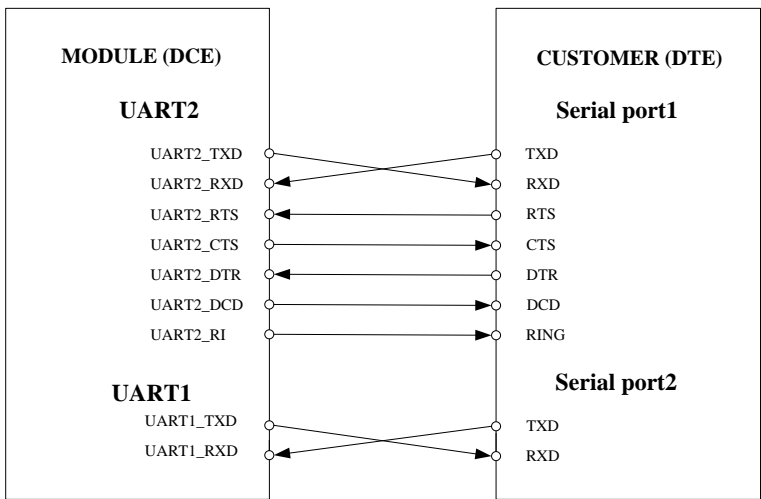 MODULE (DCE)
UART2
UART2_TXD
UART2_RXD
UART2_RTS
UART2_CTS
UART2_DTR
UART2_DCD
UART2_RI
UART1
UART1_TXD
UART1_RXD
CUSTOMER (DTE)
Serial port1
TXD
RXD
RTS
CTS
DTR
DCD
RING
Serial port2
TXD
RXD